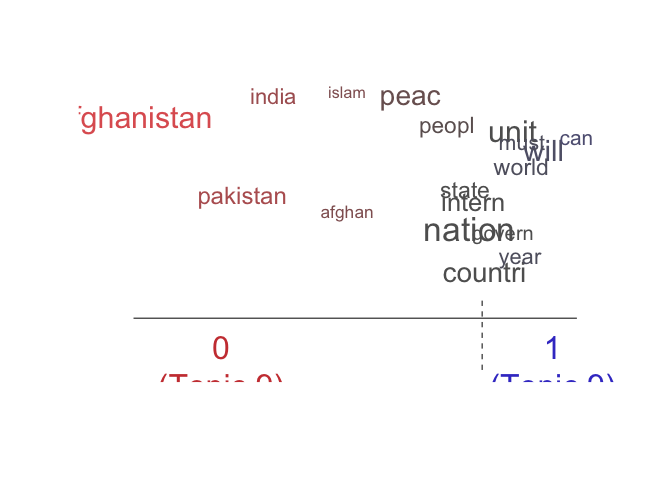 india islam peac
fghanistan
peopl unit
must can
will
world
pakistan state
intern
afghan
nation
govern
year
countri
0 1
(Topic 9) (Topic 9)